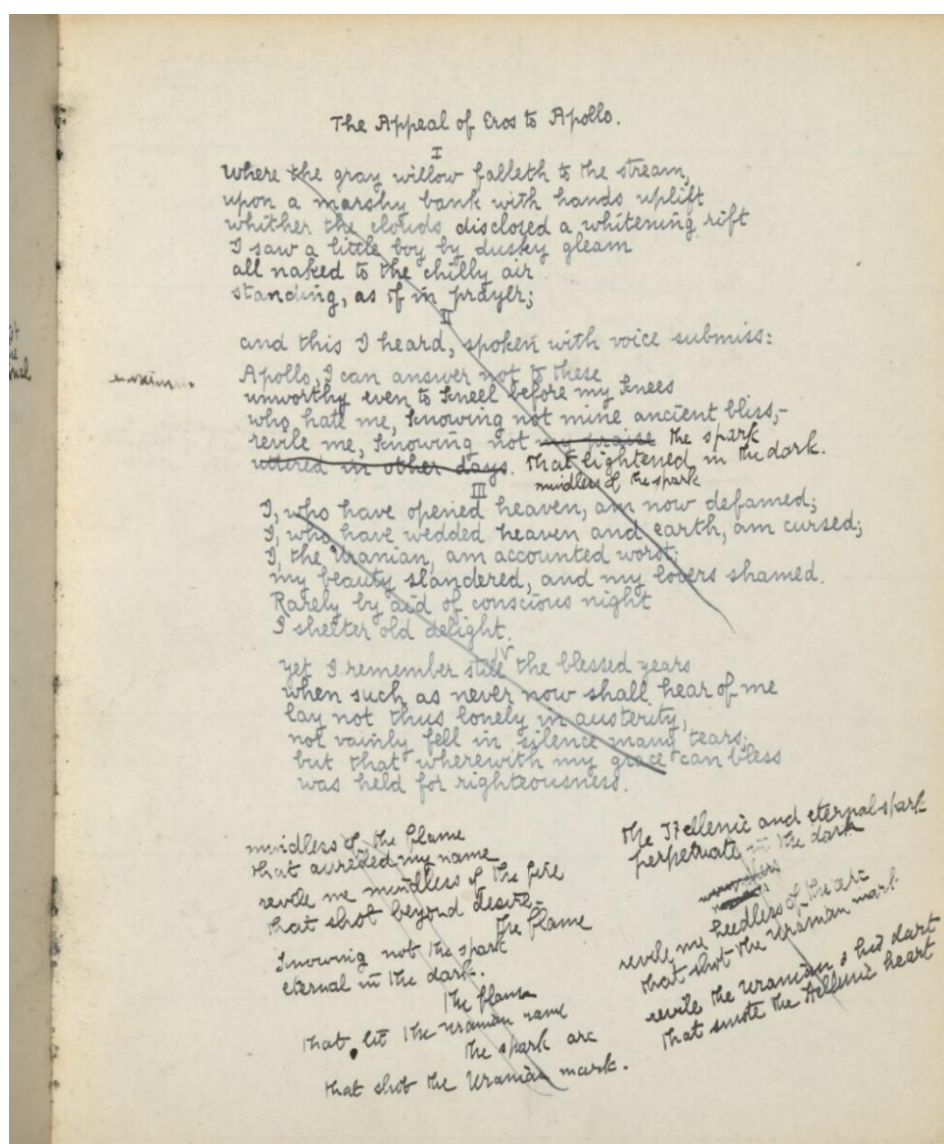 The Appeal of Eros to Apollo.
I
where the gray willow falleth to the stream,
upon a marshy bank with hands uplift
whither the clouds disclosed a whitening rift
I saw a little boy by dusky gleam
all naked to the chilly air
standing, as if in prayer;
II
and this I heard, spoken with voice submiss:
Apollo, I can answer not to these
unworthy even to kneel before my knees
who hate me, knowing not mine ancient bliss,-
revile me, knowing not my praise the spark
uttered in other days. that lightened in the dark.
mindless of the spark
III
I, who have opened heaven, am now defamed;
I, who have wedded heaven and earth, am cursed;
I, the Uranian, am accounted worst;
my beauty slandered, and my lovers shamed.
Rarely by aid of conscious night
I shelter old delight.
IV
yet I remember still the blessed years
when such as never now shall hear of me
lay not thus lonely in austerity,
not vainly fell in silence many tears;
but that wherewith my grace can bless
was held for righteousness.
mindless of the flame
that aureoled my name
revile me mindless of the fire
that shot beyond desire-
the flame
knowing not the spark
eternal in the dark.
the flame
that lit the Uranian name
the spark arc
that shot the Uranian mark.
the Hellenic and eternal spark
perpetuate in the dark
revile me heedless of the arc
that shot the Uranian mark
revile the Uranian & his dart
that smote the Hellenic heart